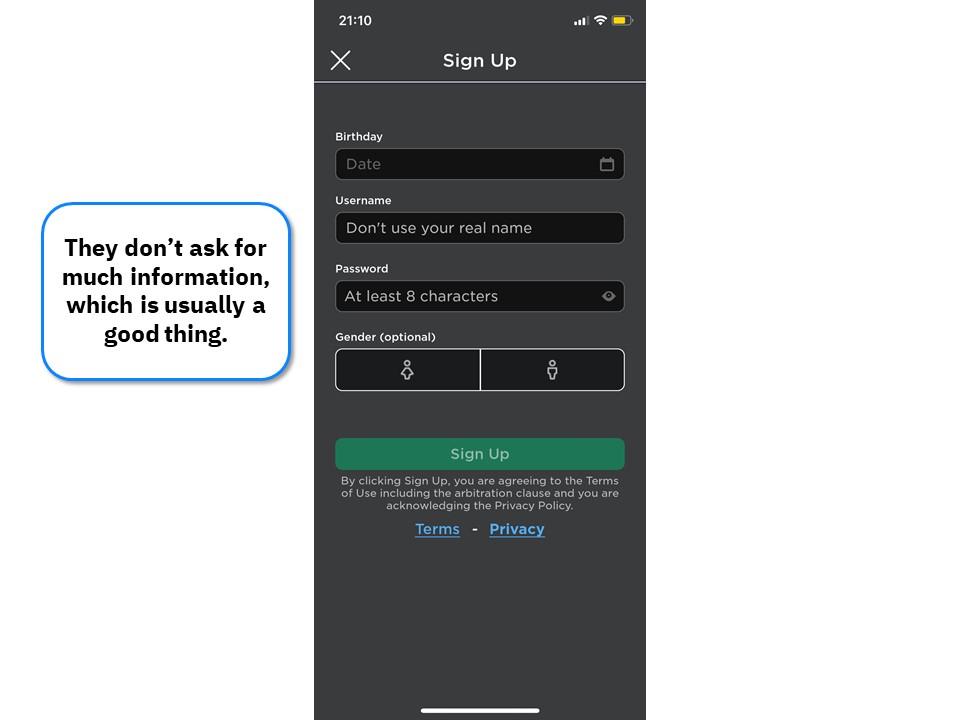 21:10
Sign Up
Birthday
Date
Username
Don't use your real name
Password
At least 8 characters
Gender (optional)
Sign Up
By clicking Sign Up, you are agreeing to the Terms
of Use including the arbitration clause and you are
acknowledging the Privacy Policy.
Terms - Privacy
They don’t ask for
much information,
which is usually a
good thing.